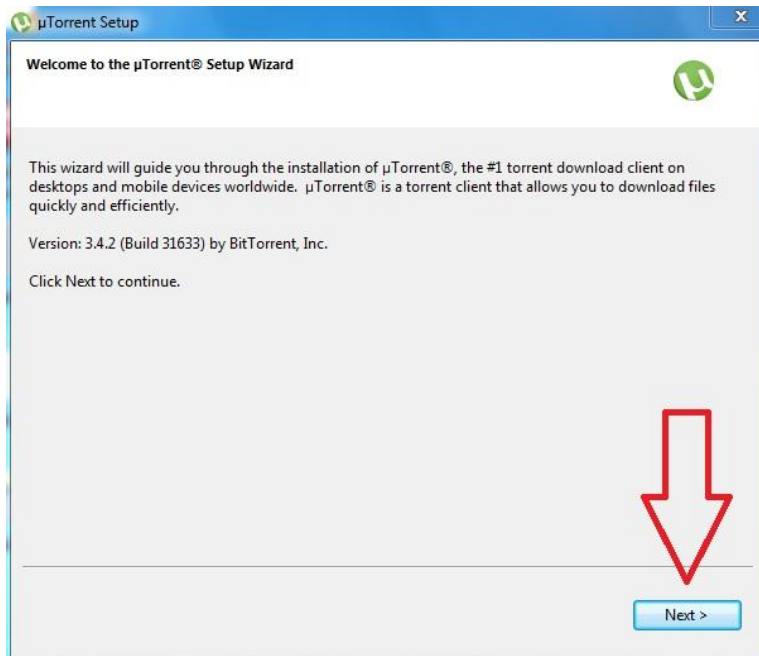 µTorrent Setup
Welcome to the µTorrent® Setup Wizard
This wizard will guide you through the installation of µTorrent®, the #1 torrent download client on
desktops and mobile devices worldwide. µTorrent® is a torrent client that allows you to download files
quickly and efficiently.
Version: 3.4.2 (Build 31633) by BitTorrent, Inc.
Click Next to continue.
Next >